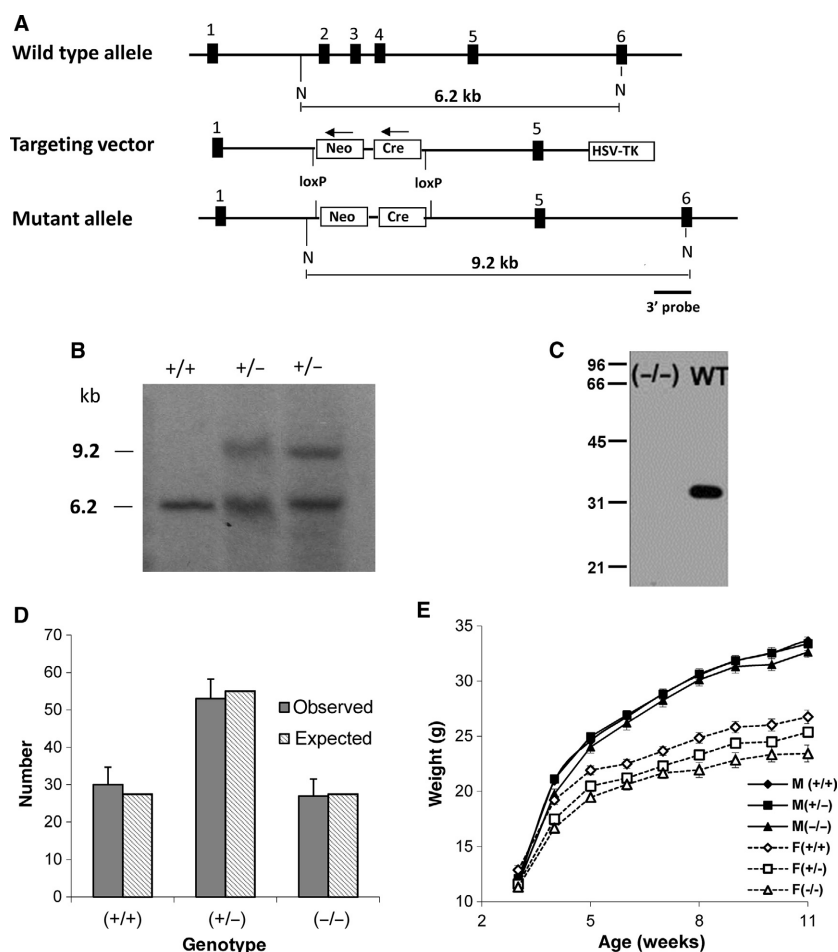 A
Wild type allele
1 2 3 4 5 6
N N
6.2 kb
Targeting vector
1 5
Neo Cre HSV-TK
loxP loxP
Mutant allele
1 5 6
Neo Cre
N N
9.2 kb
3' probe
B
+/+ +/− +/−
kb
9.2
6.2
C
(−/−) WT
96
66
45
31
21
D
70
60
50
40
30
20
10
0
Number
Observed
Expected
(+/+) (+/−) (−/−)
Genotype
E
35
30
25
20
15
10
Weight (g)
M (+/+)
M(+/−)
M(−/−)
F(+/+)
F(+/-)
F(-/-)
2 5 8 11
Age (weeks)